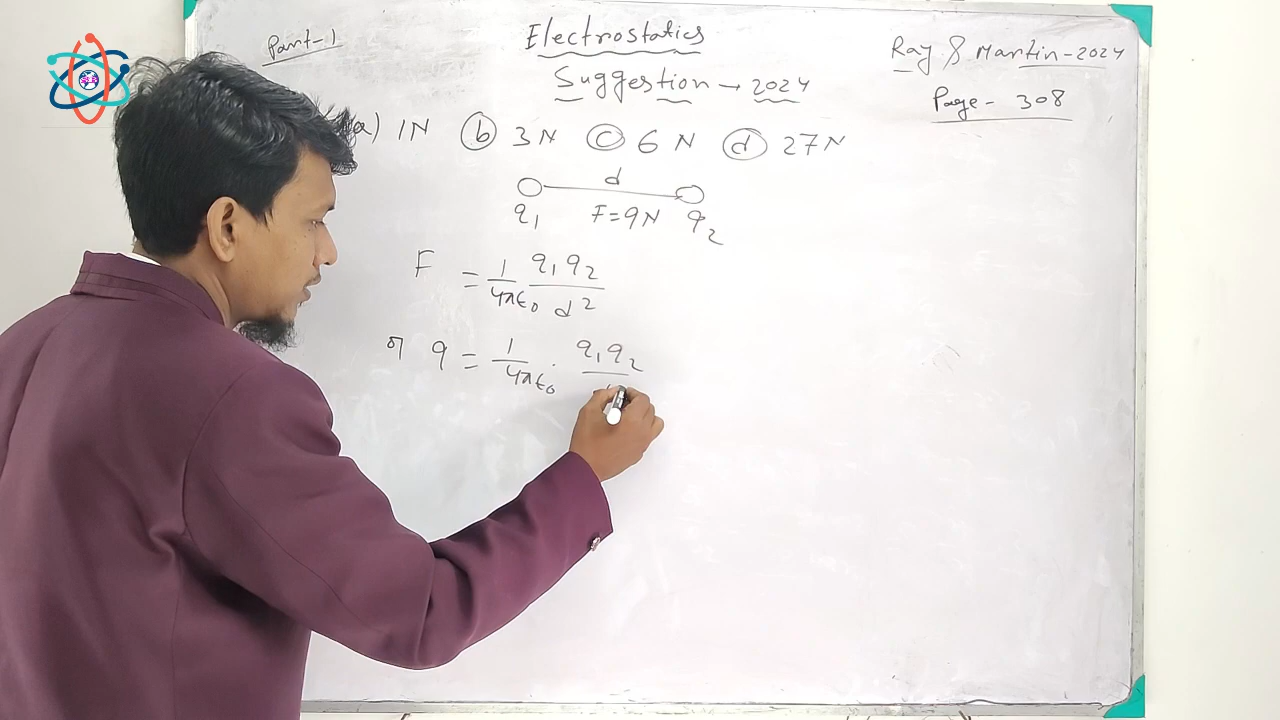 Part-1
Electrostatics
Suggestion → 2024
Ray & Martin-2024
Page - 308
a) 1N (b) 3N (c) 6 N (d) 27N
d
q₁ F=9N q₂
F = 1/4πε₀ q₁q₂/d²
9 = 1/4πε₀ · q₁q₂